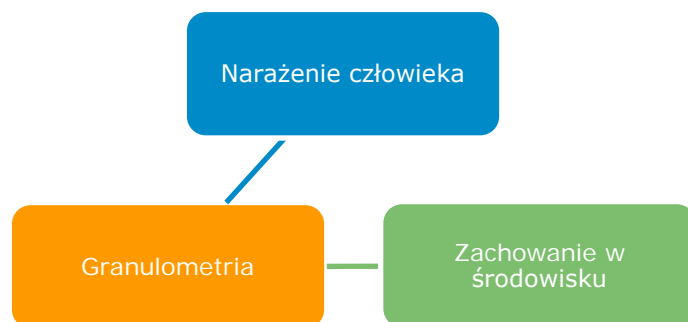 Narażenie człowieka
Granulometria
Zachowanie w
środowisku